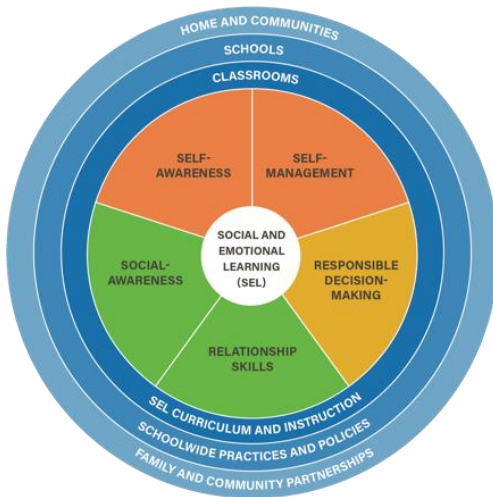 HOME AND COMMUNITIES
SCHOOLS
CLASSROOMS
SELF-
AWARENESS
SELF-
MANAGEMENT
SOCIAL AND
EMOTIONAL
LEARNING
(SEL)
SOCIAL-
AWARENESS
RESPONSIBLE
DECISION-
MAKING
RELATIONSHIP
SKILLS
SEL CURRICULUM AND INSTRUCTION
SCHOOLWIDE PRACTICES AND POLICIES
FAMILY AND COMMUNITY PARTNERSHIPS